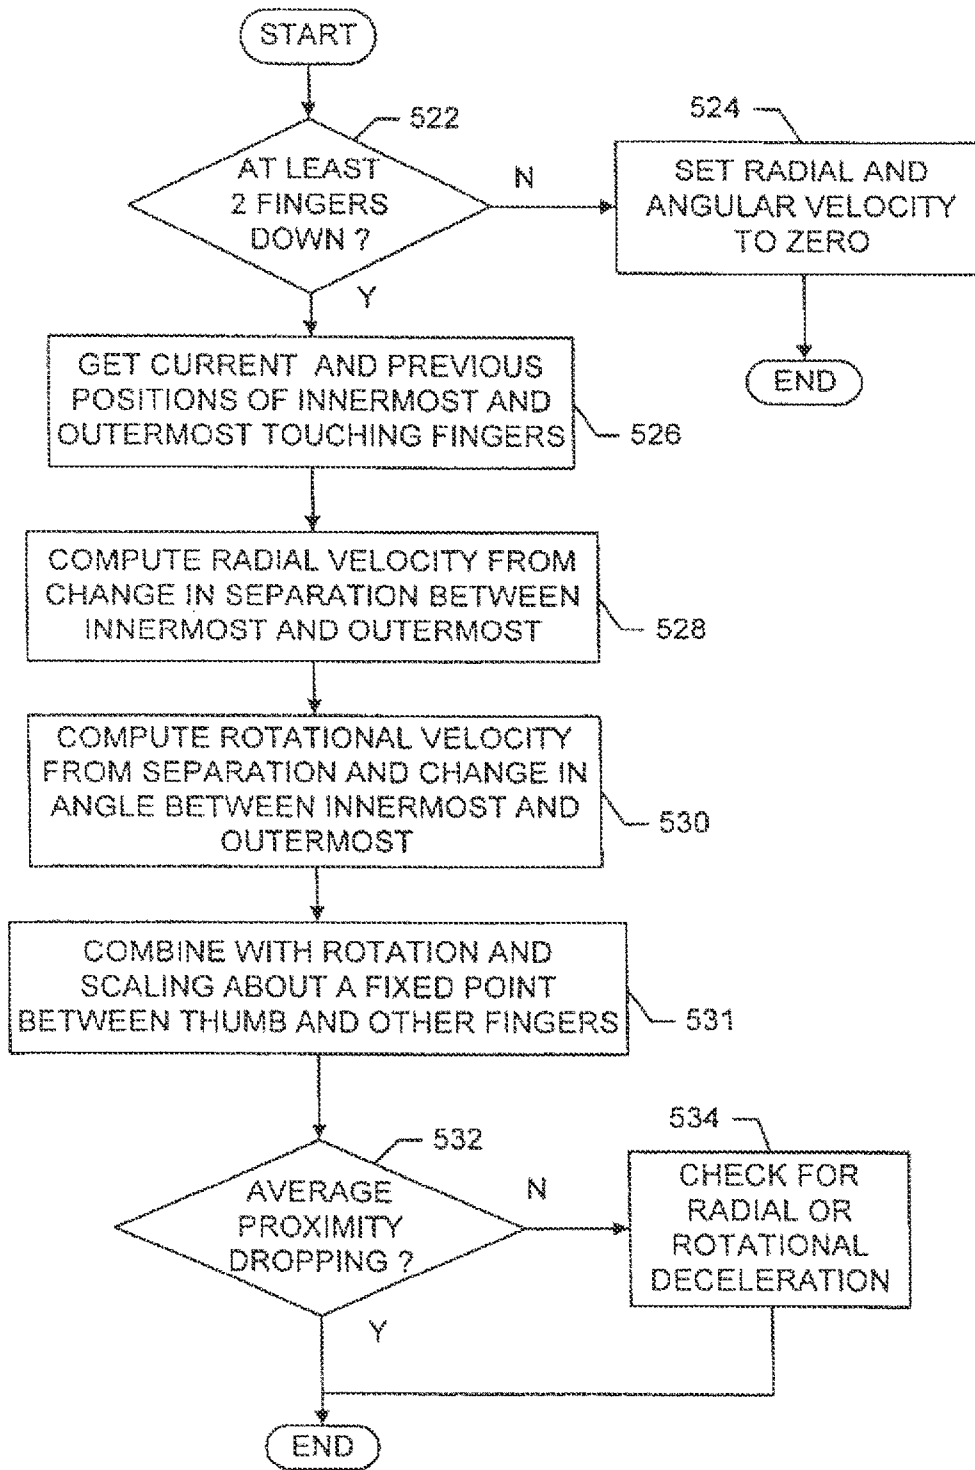 START
522
AT LEAST
2 FINGERS
DOWN ?
N
Y
524
SET RADIAL AND
ANGULAR VELOCITY
TO ZERO
END
GET CURRENT AND PREVIOUS
POSITIONS OF INNERMOST AND
OUTERMOST TOUCHING FINGERS
526
COMPUTE RADIAL VELOCITY FROM
CHANGE IN SEPARATION BETWEEN
INNERMOST AND OUTERMOST
528
COMPUTE ROTATIONAL VELOCITY
FROM SEPARATION AND CHANGE IN
ANGLE BETWEEN INNERMOST AND
OUTERMOST
530
COMBINE WITH ROTATION AND
SCALING ABOUT A FIXED POINT
BETWEEN THUMB AND OTHER FINGERS
531
532
AVERAGE
PROXIMITY
DROPPING ?
N
Y
534
CHECK FOR
RADIAL OR
ROTATIONAL
DECELERATION
END